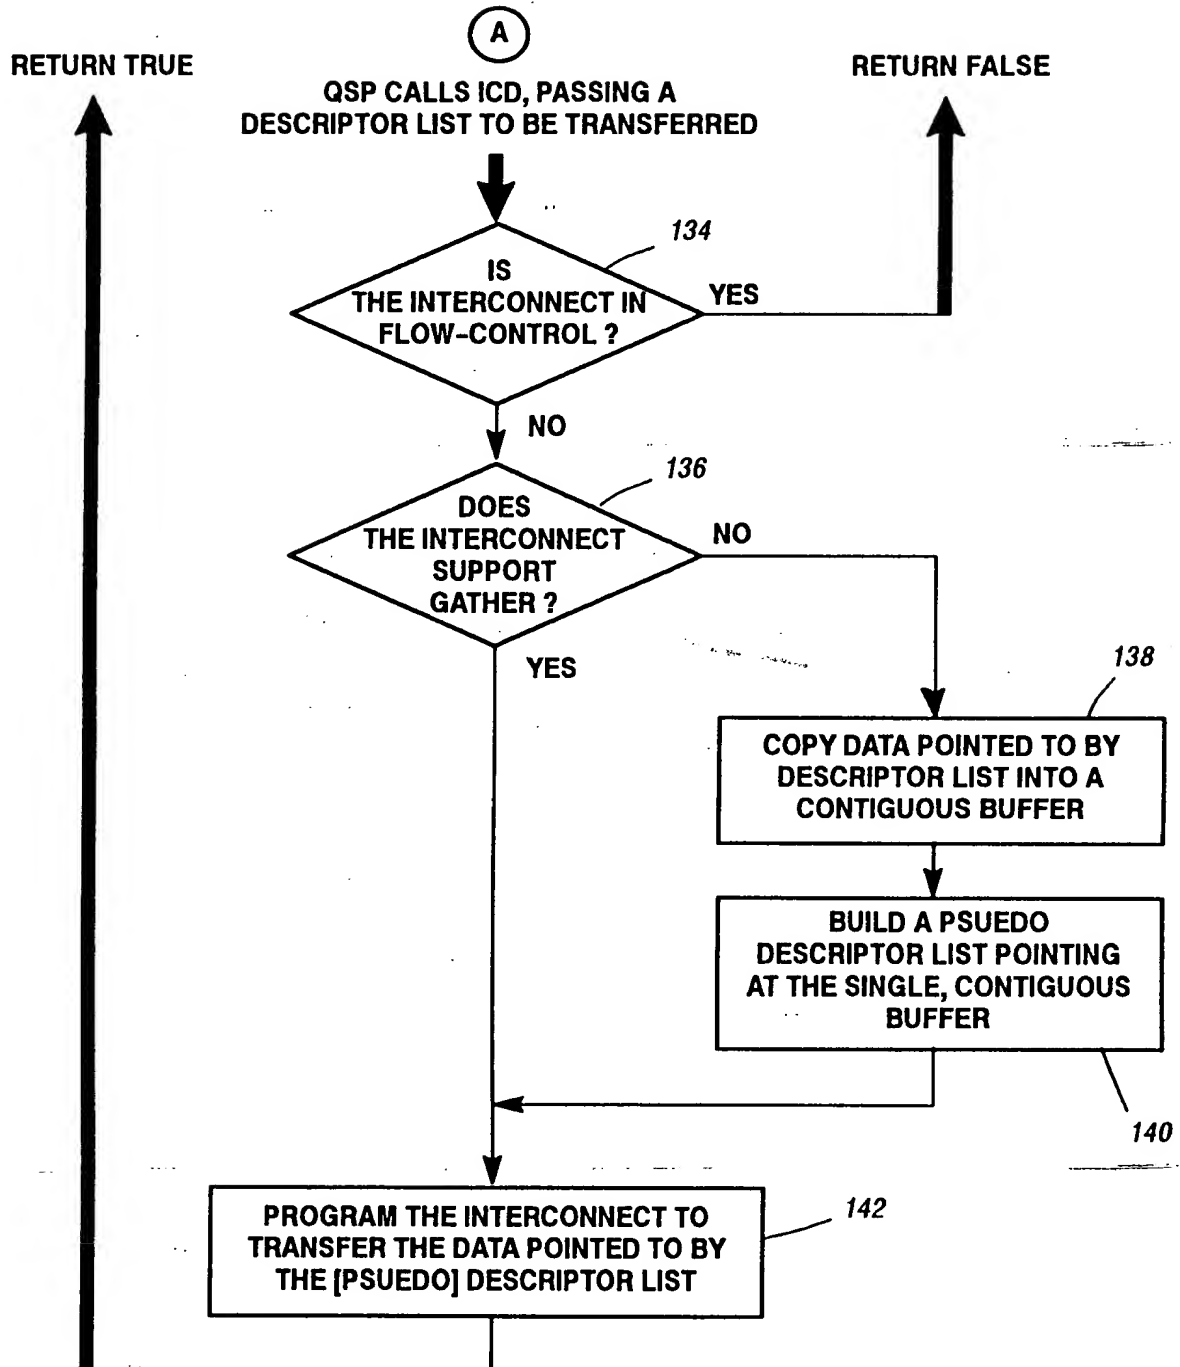 A
RETURN TRUE
RETURN FALSE
QSP CALLS ICD, PASSING A
DESCRIPTOR LIST TO BE TRANSFERRED
134
IS
THE INTERCONNECT IN
FLOW-CONTROL ?
YES
NO
136
DOES
THE INTERCONNECT
SUPPORT
GATHER ?
NO
YES
138
COPY DATA POINTED TO BY
DESCRIPTOR LIST INTO A
CONTIGUOUS BUFFER
BUILD A PSUEDO
DESCRIPTOR LIST POINTING
AT THE SINGLE, CONTIGUOUS
BUFFER
140
142
PROGRAM THE INTERCONNECT TO
TRANSFER THE DATA POINTED TO BY
THE [PSUEDO] DESCRIPTOR LIST